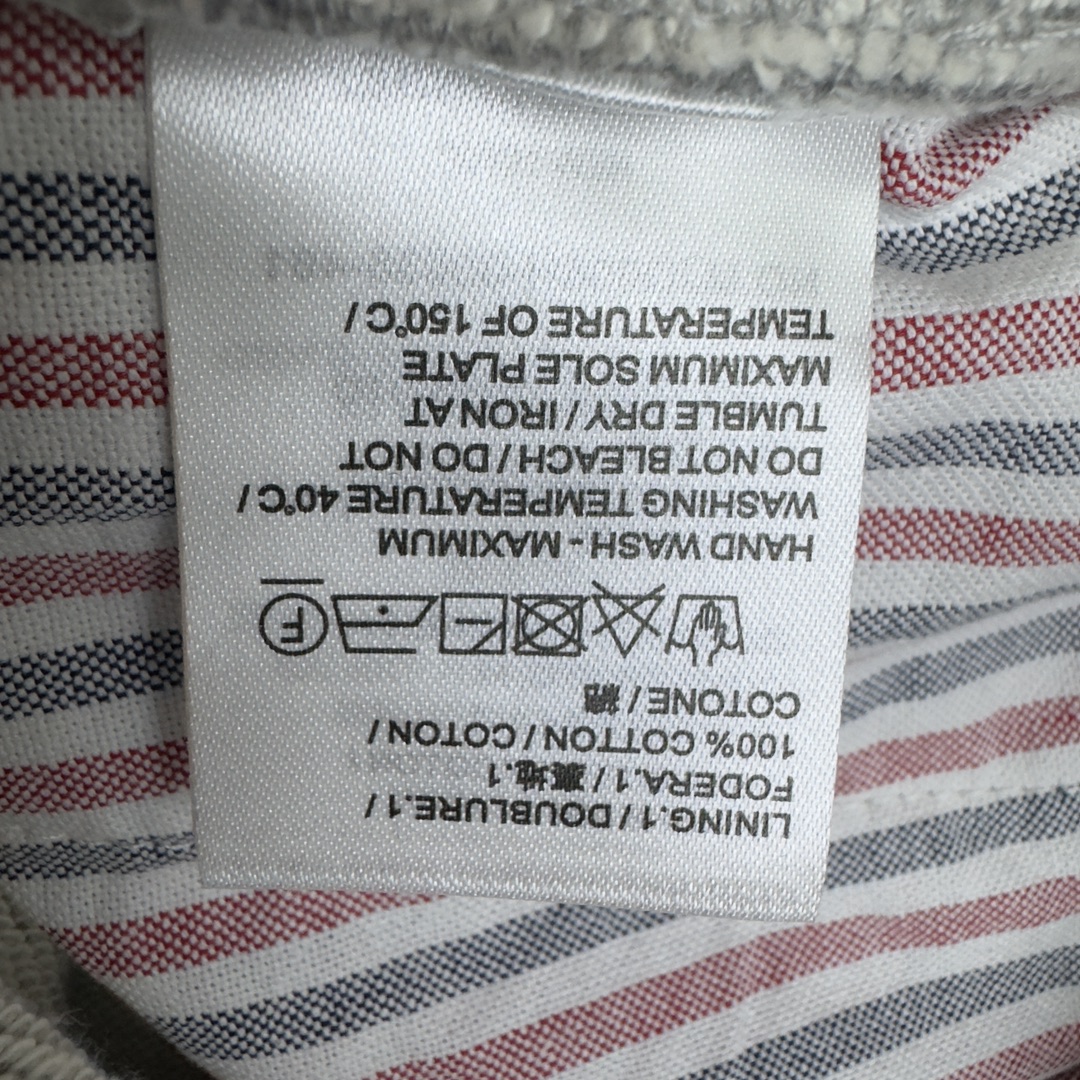 LINING.1 / DOUBLURE.1 /
FODERA.1 / 裏地.1
100% COTTON / COTON /
COTONE / 綿
F
HAND WASH - MAXIMUM
WASHING TEMPERATURE 40°C /
DO NOT BLEACH / DO NOT
TUMBLE DRY / IRON AT
MAXIMUM SOLE PLATE
TEMPERATURE OF 150°C /